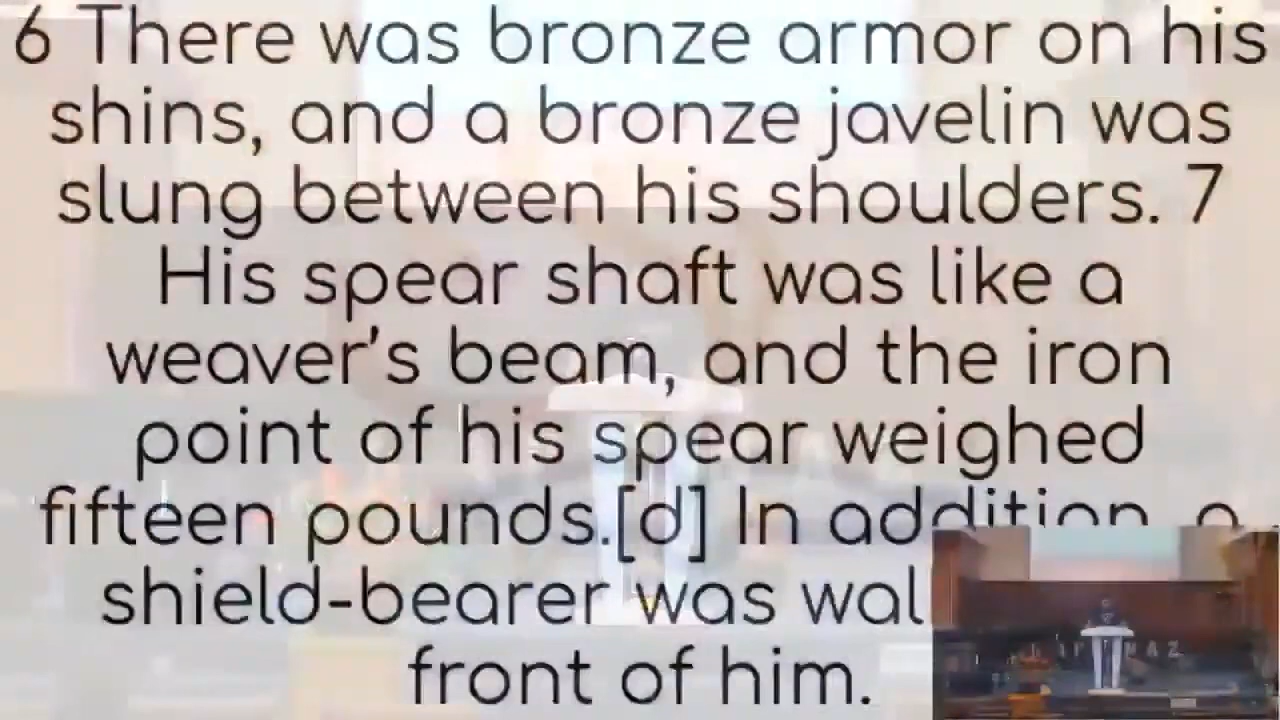 6 There was bronze armor on his
shins, and a bronze javelin was
slung between his shoulders. 7
His spear shaft was like a
weaver's beam, and the iron
point of his spear weighed
fifteen pounds.[d] In addition, a
shield-bearer was wal
front of him.